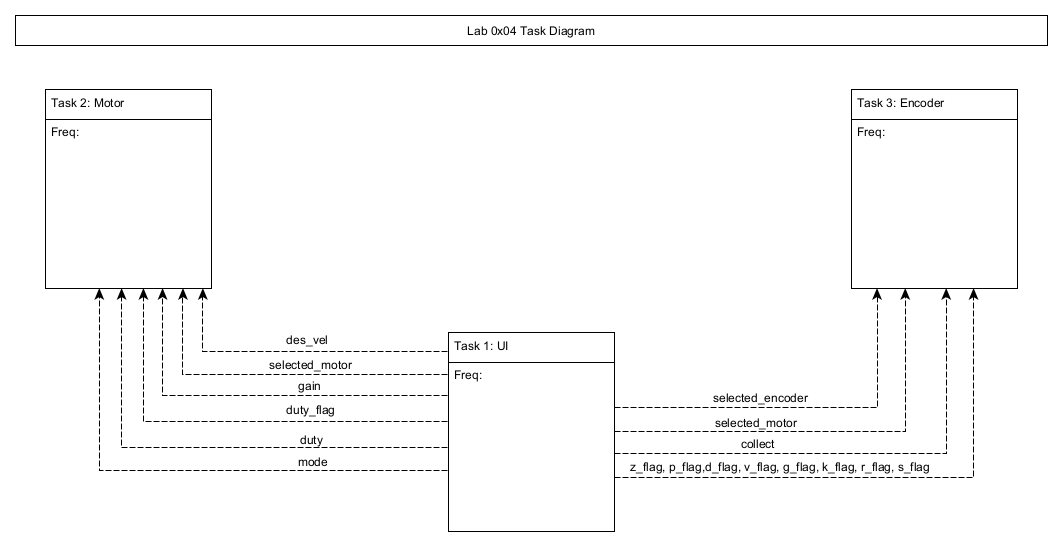 Lab 0x04 Task Diagram
Task 2: Motor
Freq:
Task 3: Encoder
Freq:
des_vel
selected_motor
gain
duty_flag
duty
mode
Task 1: UI
Freq:
selected_encoder
selected_motor
collect
z_flag, p_flag,d_flag, v_flag, g_flag, k_flag, r_flag, s_flag